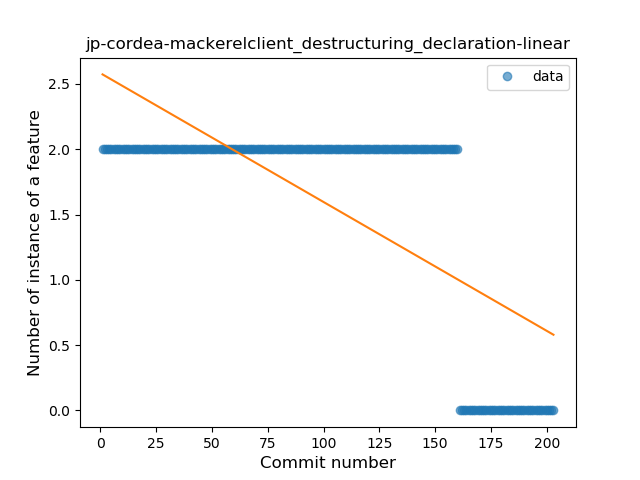 jp-cordea-mackerelclient_destructuring_declaration-linear
data
Number of instance of a feature
2.5
2.0
1.5
1.0
0.5
0.0
0 25 50 75 100 125 150 175 200
Commit number